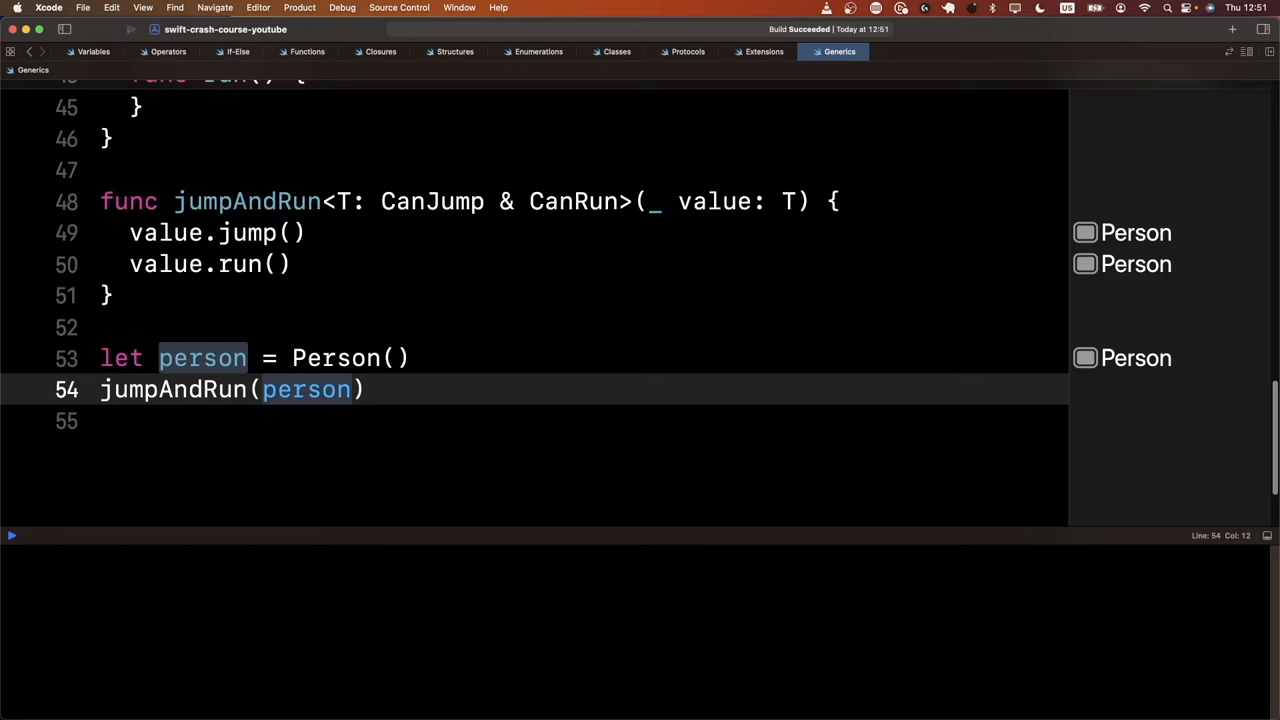 Xcode File Edit View Find Navigate Editor Product Debug Source Control Window Help US Thu 12:51
swift-crash-course-youtube Build Succeeded | Today at 12:51
Variables Operators If-Else Functions Closures Structures Enumerations Classes Protocols Extensions Generics
Generics
45 }
46 }
47
48 func jumpAndRun<T: CanJump & CanRun>(_ value: T) {
49 value.jump() Person
50 value.run() Person
51 }
52
53 let person = Person() Person
54 jumpAndRun(person)
55
Line: 54 Col: 12